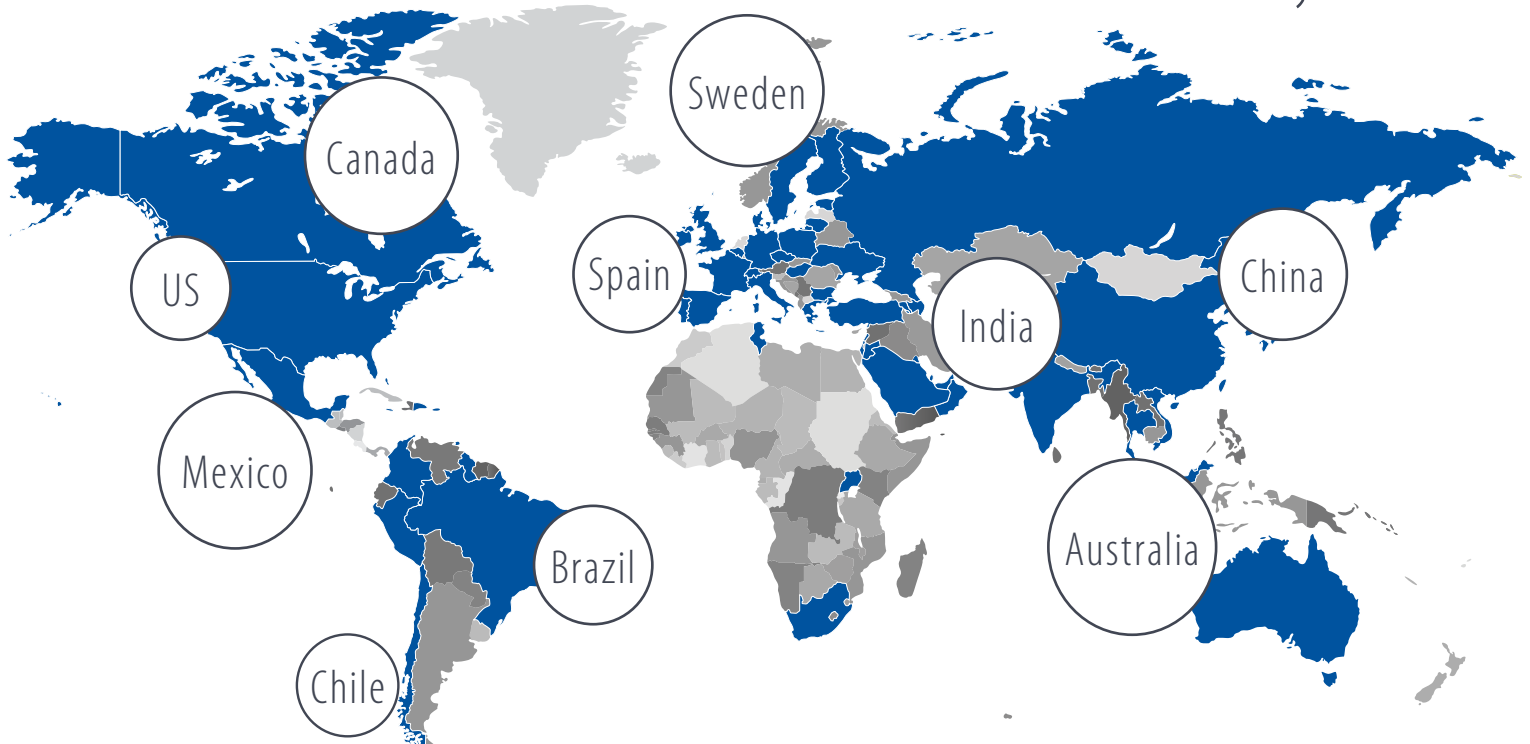 Sweden
Canada
Spain
US
China
India
Mexico
Australia
Brazil
Chile